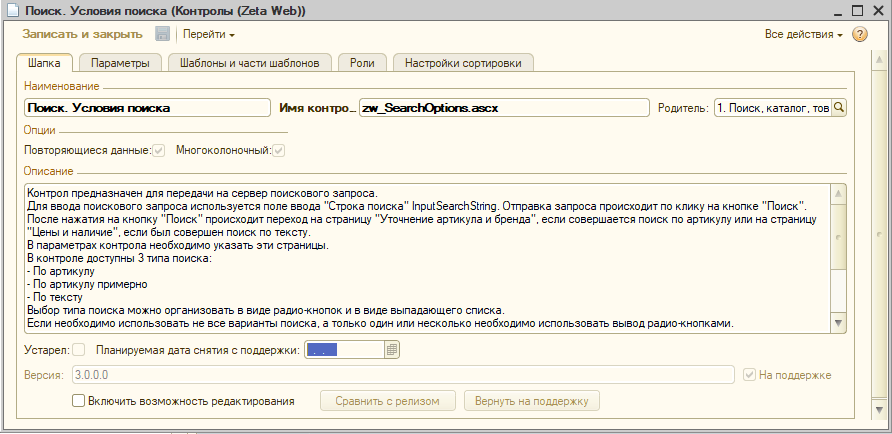 Поиск. Условия поиска (Контролы (Zeta Web))
Записать и закрыть Перейти Все действия
Шапка Параметры Шаблоны и части шаблонов Роли Настройки сортировки
Наименование
Поиск. Условия поиска Имя контро... zw_SearchOptions.ascx Родитель: 1. Поиск, каталог, тов
Опции
Повторяющиеся данные: Многоколоночный:
Описание
Контрол предназначен для передачи на сервер поискового запроса.
Для ввода поискового запроса используется поле ввода "Строка поиска" InputSearchString. Отправка запроса происходит по клику на кнопке "Поиск".
После нажатия на кнопку "Поиск" происходит переход на страницу "Уточнение артикула и бренда", если совершается поиск по артикулу или на страницу
"Цены и наличие", если был совершен поиск по тексту.
В параметрах контрола необходимо указать эти страницы.
В контроле доступны 3 типа поиска:
- По артикулу
- По артикулу примерно
- По тексту
Выбор типа поиска можно организовать в виде радио-кнопок и в виде выпадающего списка.
Если необходимо использовать не все варианты поиска, а только один или несколько необходимо использовать вывод радио-кнопками.
Устарел: Планируемая дата снятия с поддержки: . .
Версия: 3.0.0.0 На поддержке
Включить возможность редактирования Сравнить с релизом Вернуть на поддержку